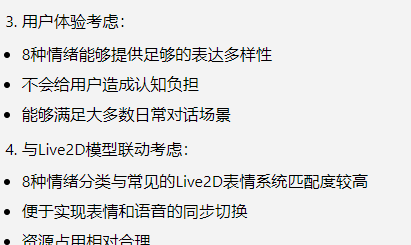 3. 用户体验考虑：
• 8种情绪能够提供足够的表达多样性
• 不会给用户造成认知负担
• 能够满足大多数日常对话场景
4. 与Live2D模型联动考虑：
• 8种情绪分类与常见的Live2D表情系统匹配度较高
• 便于实现表情和语音的同步切换
• 资源占用相对合理